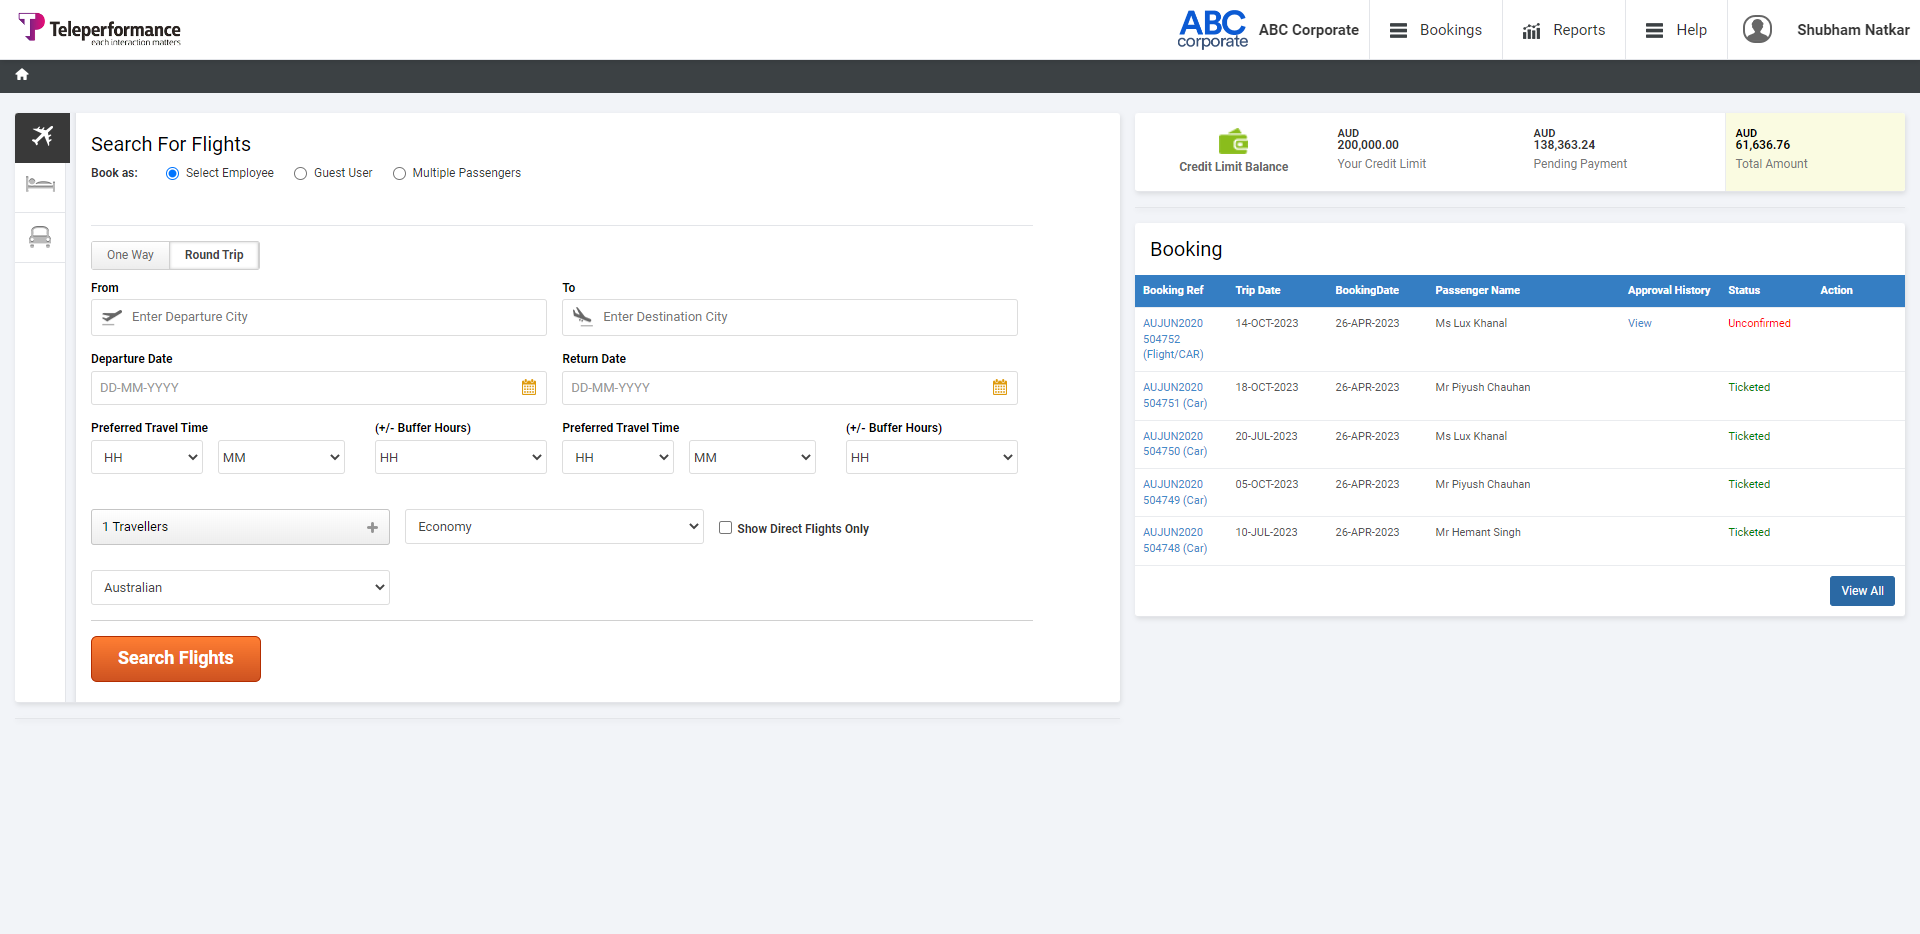 Teleperformance
each interaction matters
ABC
corporate
ABC Corporate
Bookings
Reports
Help
Shubham Natkar
Search For Flights
Book as:
Select Employee
Guest User
Multiple Passengers
One Way
Round Trip
From
To
Enter Departure City
Enter Destination City
Departure Date
Return Date
DD-MM-YYYY
DD-MM-YYYY
Preferred Travel Time
(+/- Buffer Hours)
Preferred Travel Time
(+/- Buffer Hours)
HH
MM
HH
HH
MM
HH
1 Travellers
Economy
Show Direct Flights Only
Australian
Search Flights
Credit Limit Balance
AUD
200,000.00
Your Credit Limit
AUD
138,363.24
Pending Payment
AUD
61,636.76
Total Amount
Booking
Booking Ref Trip Date BookingDate Passenger Name Approval History Status Action
AUJUN2020 14-OCT-2023 26-APR-2023 Ms Lux Khanal View Unconfirmed
504752
(Flight/CAR)
AUJUN2020 18-OCT-2023 26-APR-2023 Mr Piyush Chauhan Ticketed
504751 (Car)
AUJUN2020 20-JUL-2023 26-APR-2023 Ms Lux Khanal Ticketed
504750 (Car)
AUJUN2020 05-OCT-2023 26-APR-2023 Mr Piyush Chauhan Ticketed
504749 (Car)
AUJUN2020 10-JUL-2023 26-APR-2023 Mr Hemant Singh Ticketed
504748 (Car)
View All